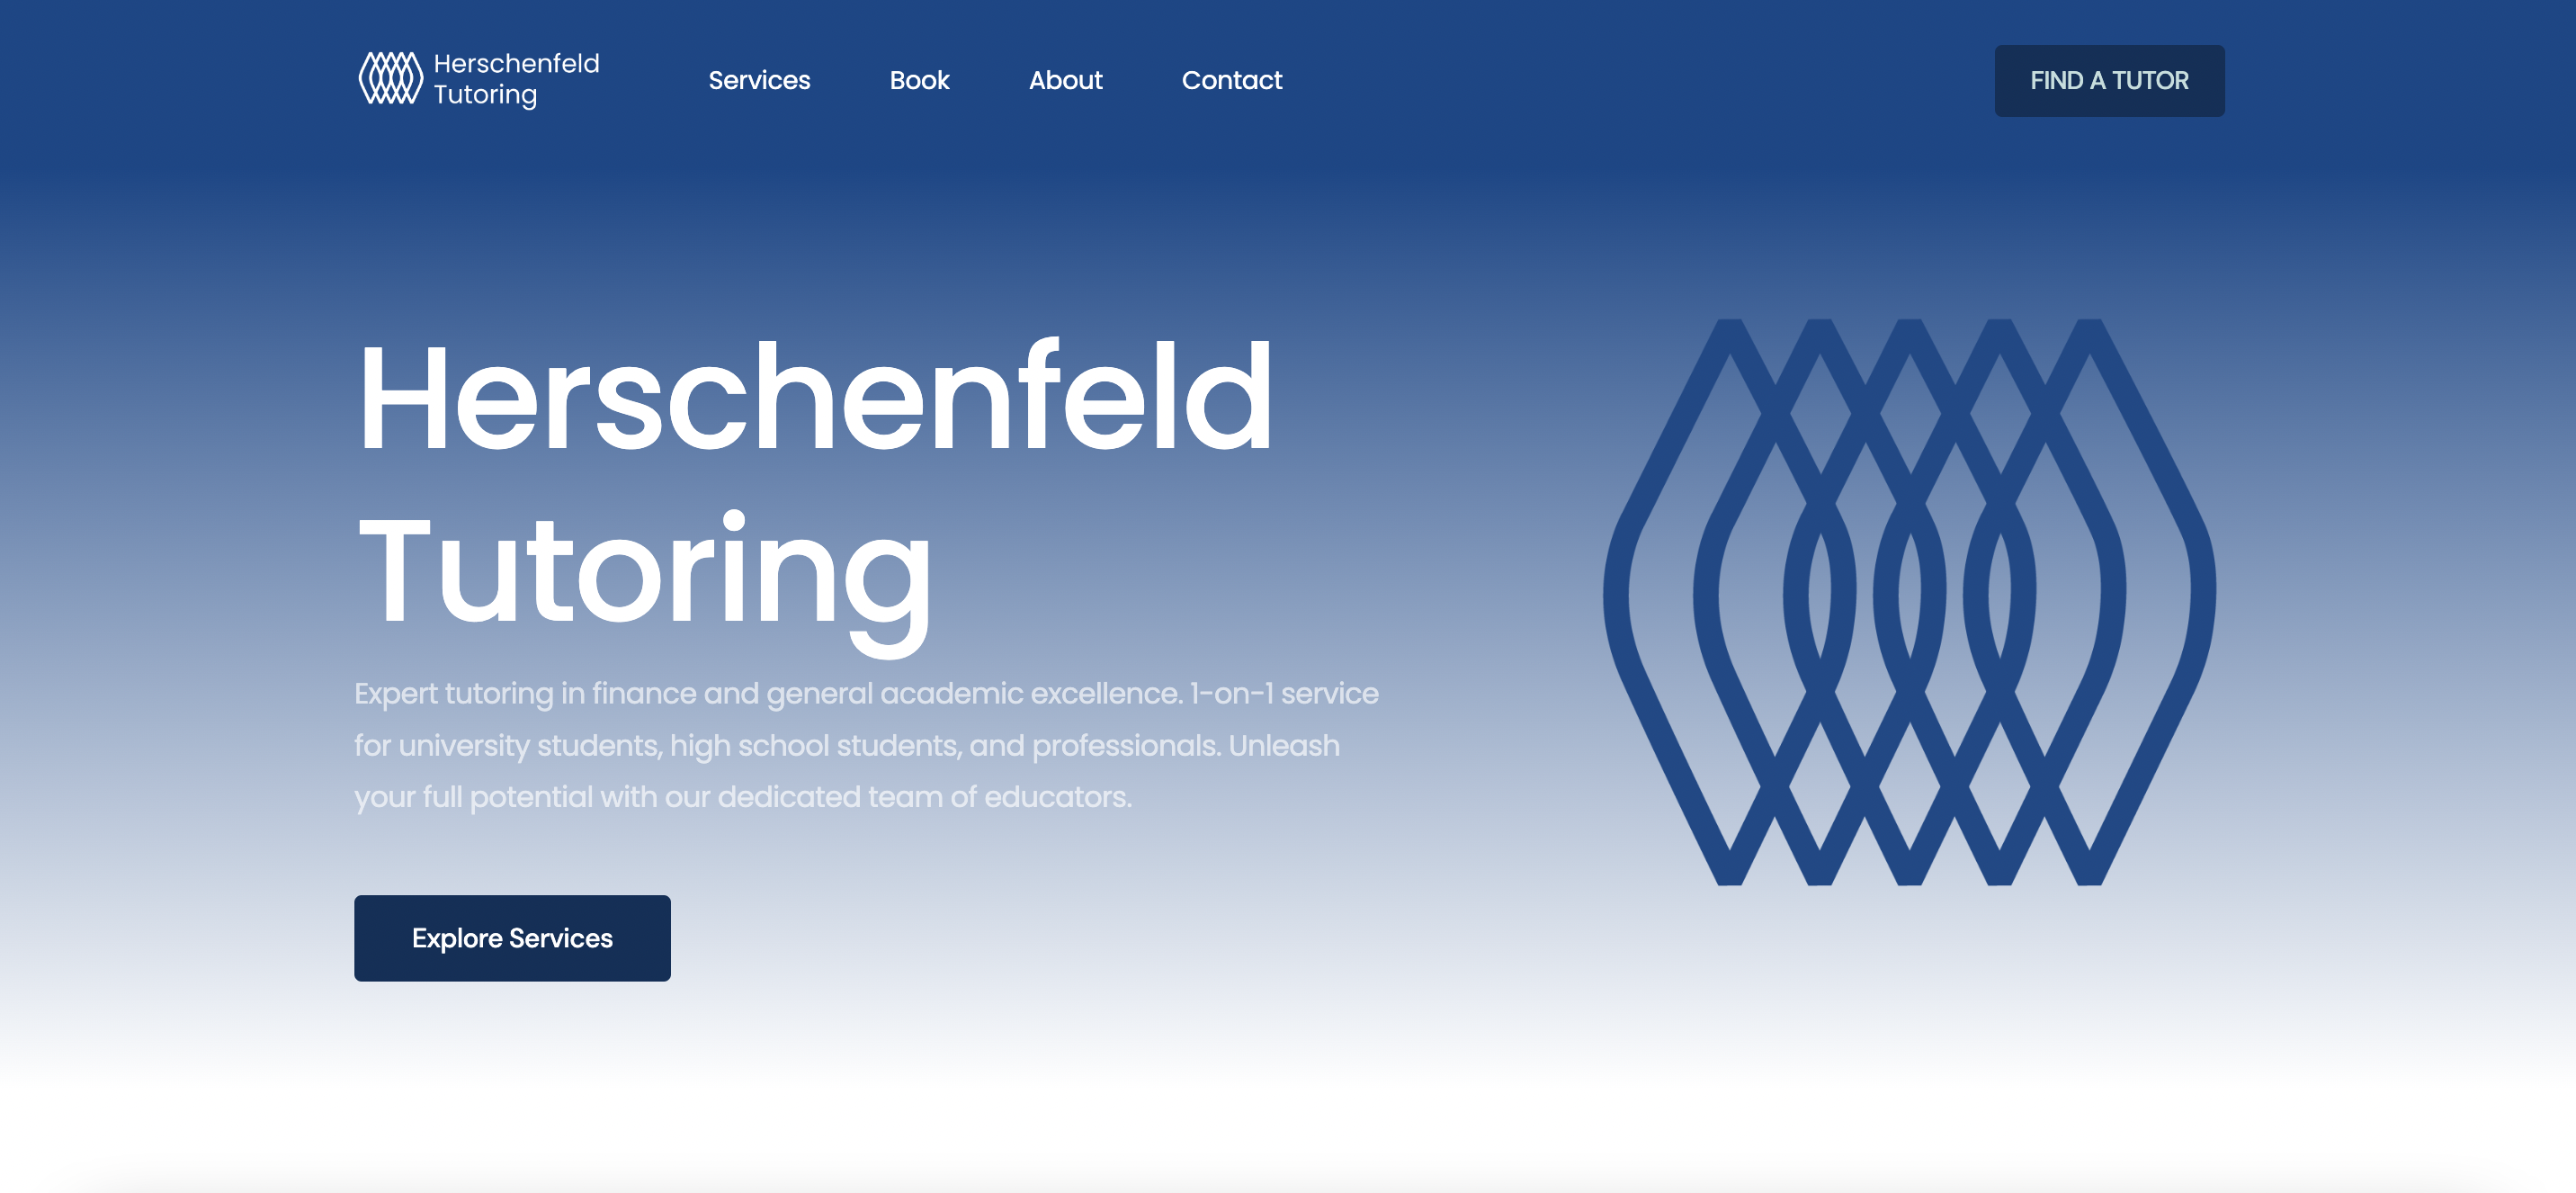 Herschenfeld
Tutoring
Services
Book
About
Contact
FIND A TUTOR
Herschenfeld
Tutoring
Expert tutoring in finance and general academic excellence. 1-on-1 service
for university students, high school students, and professionals. Unleash
your full potential with our dedicated team of educators.
Explore Services